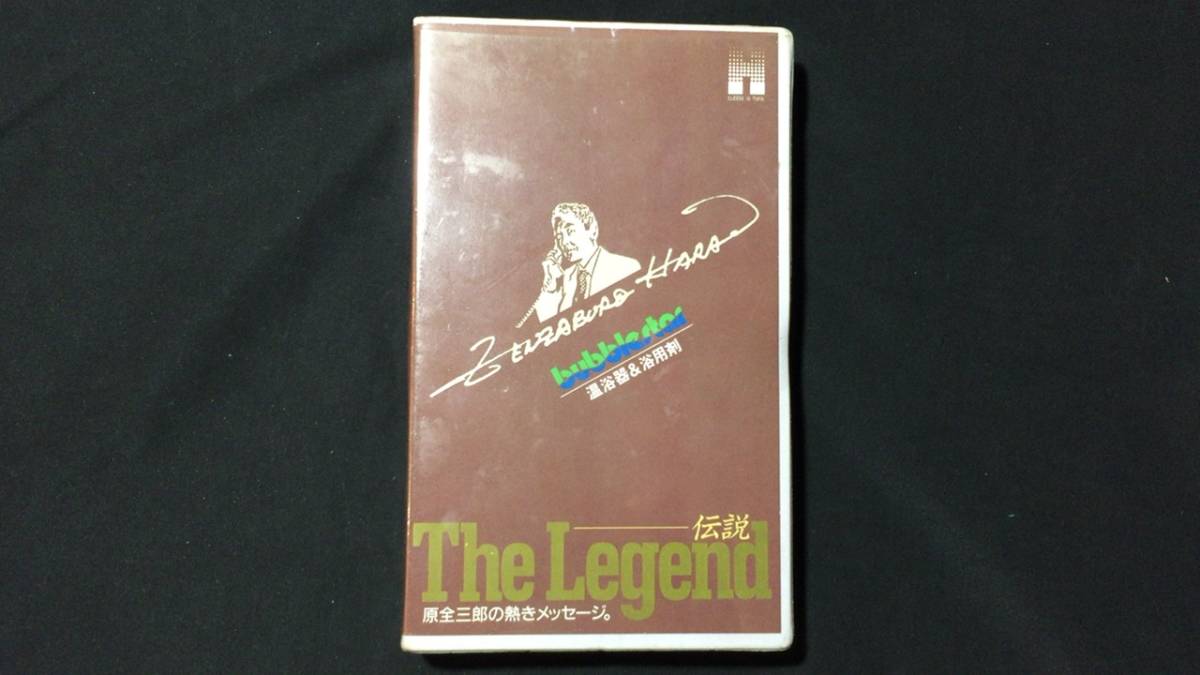 ZENZABURO HARA
bubblestar
温浴器&浴用剤
伝説
The Legend
原全三郎の熱きメッセージ。